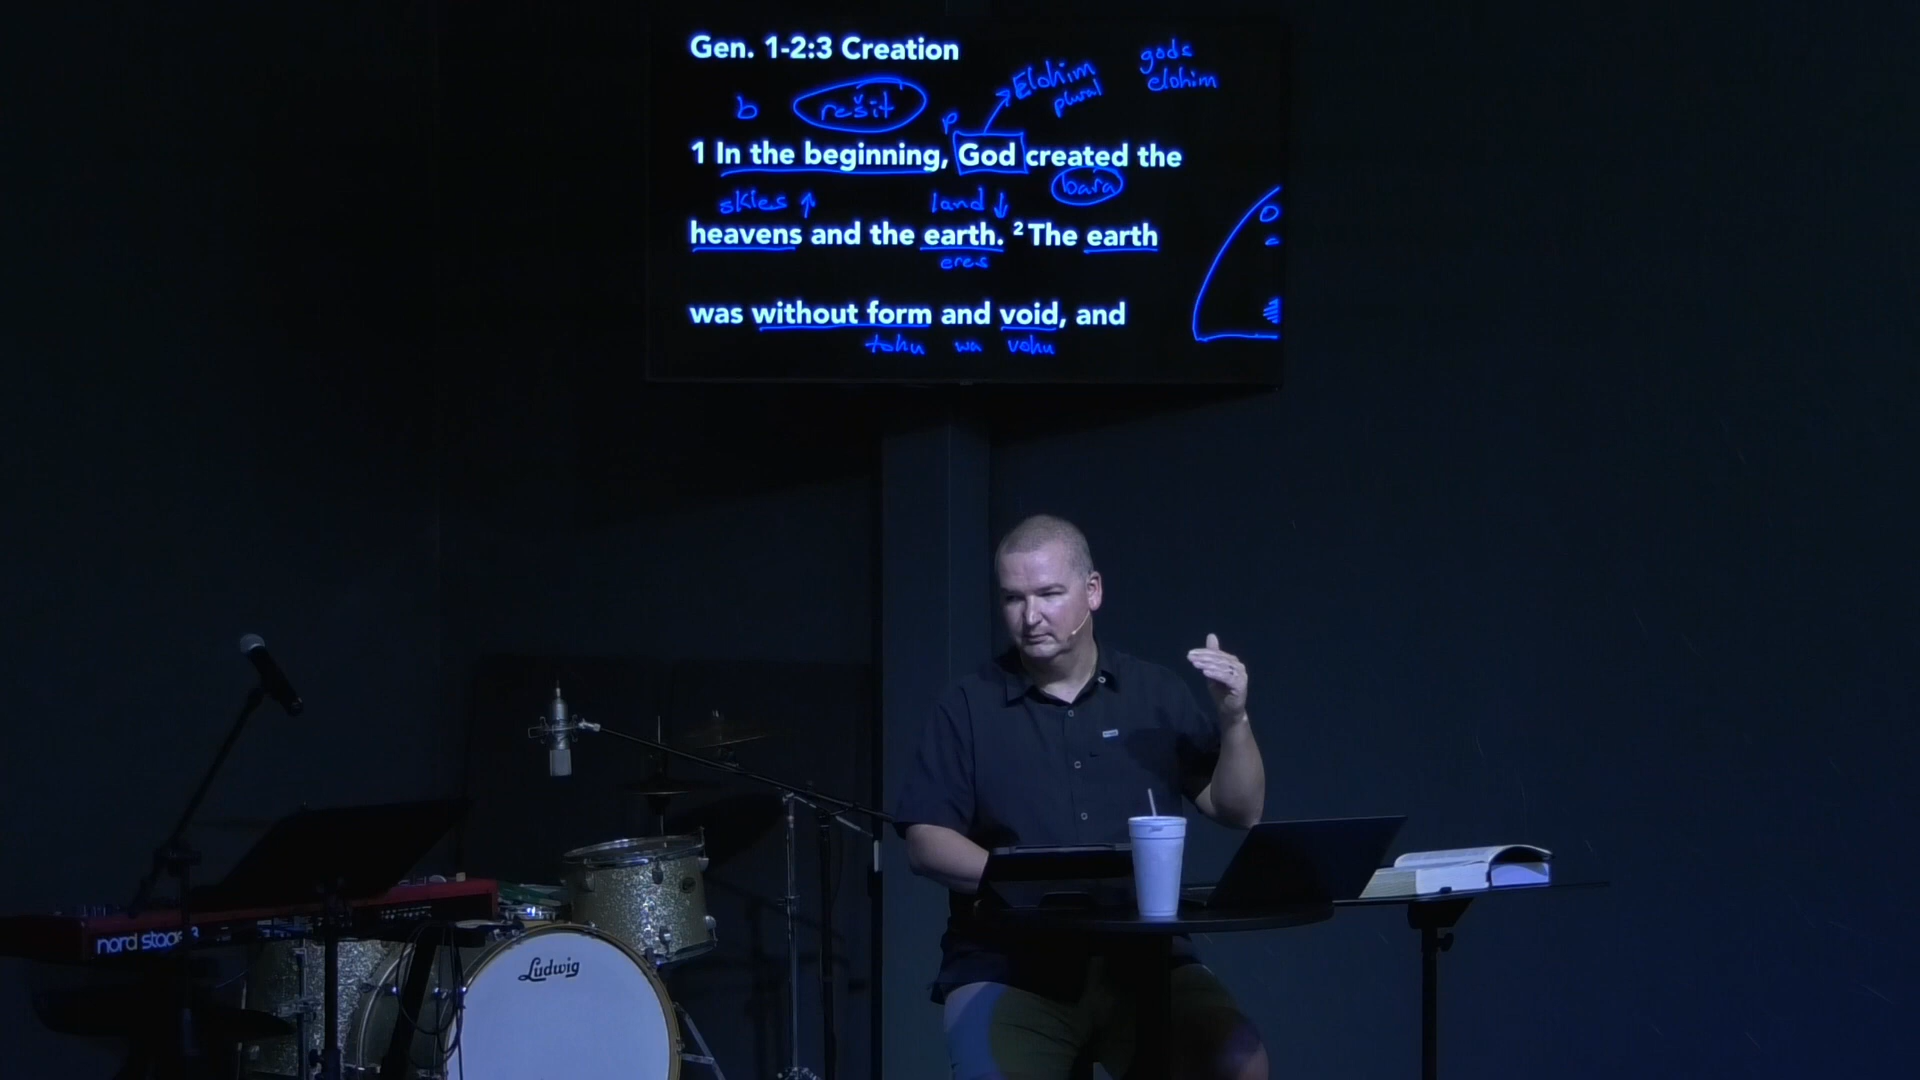 Gen. 1-2:3 Creation
gods
elohim
Elohim
plural
b rešit
p
1 In the beginning, God created the
bara
skies ↑ land ↓
heavens and the earth. ² The earth
eres
was without form and void, and
tohu wa vohu
nord stage 3
Ludwig